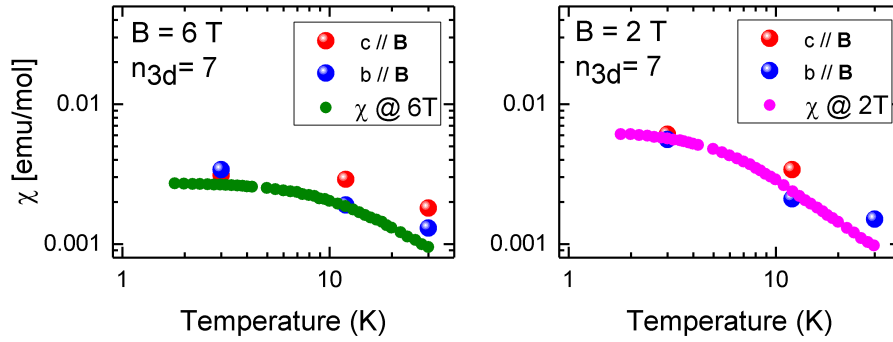 B = 6 T
n3d= 7
c // B
b // B
χ @ 6T
0.01
0.001
χ [emu/mol]
1
10
Temperature (K)
B = 2 T
n3d= 7
c // B
b // B
χ @ 2T
0.01
0.001
1
10
Temperature (K)